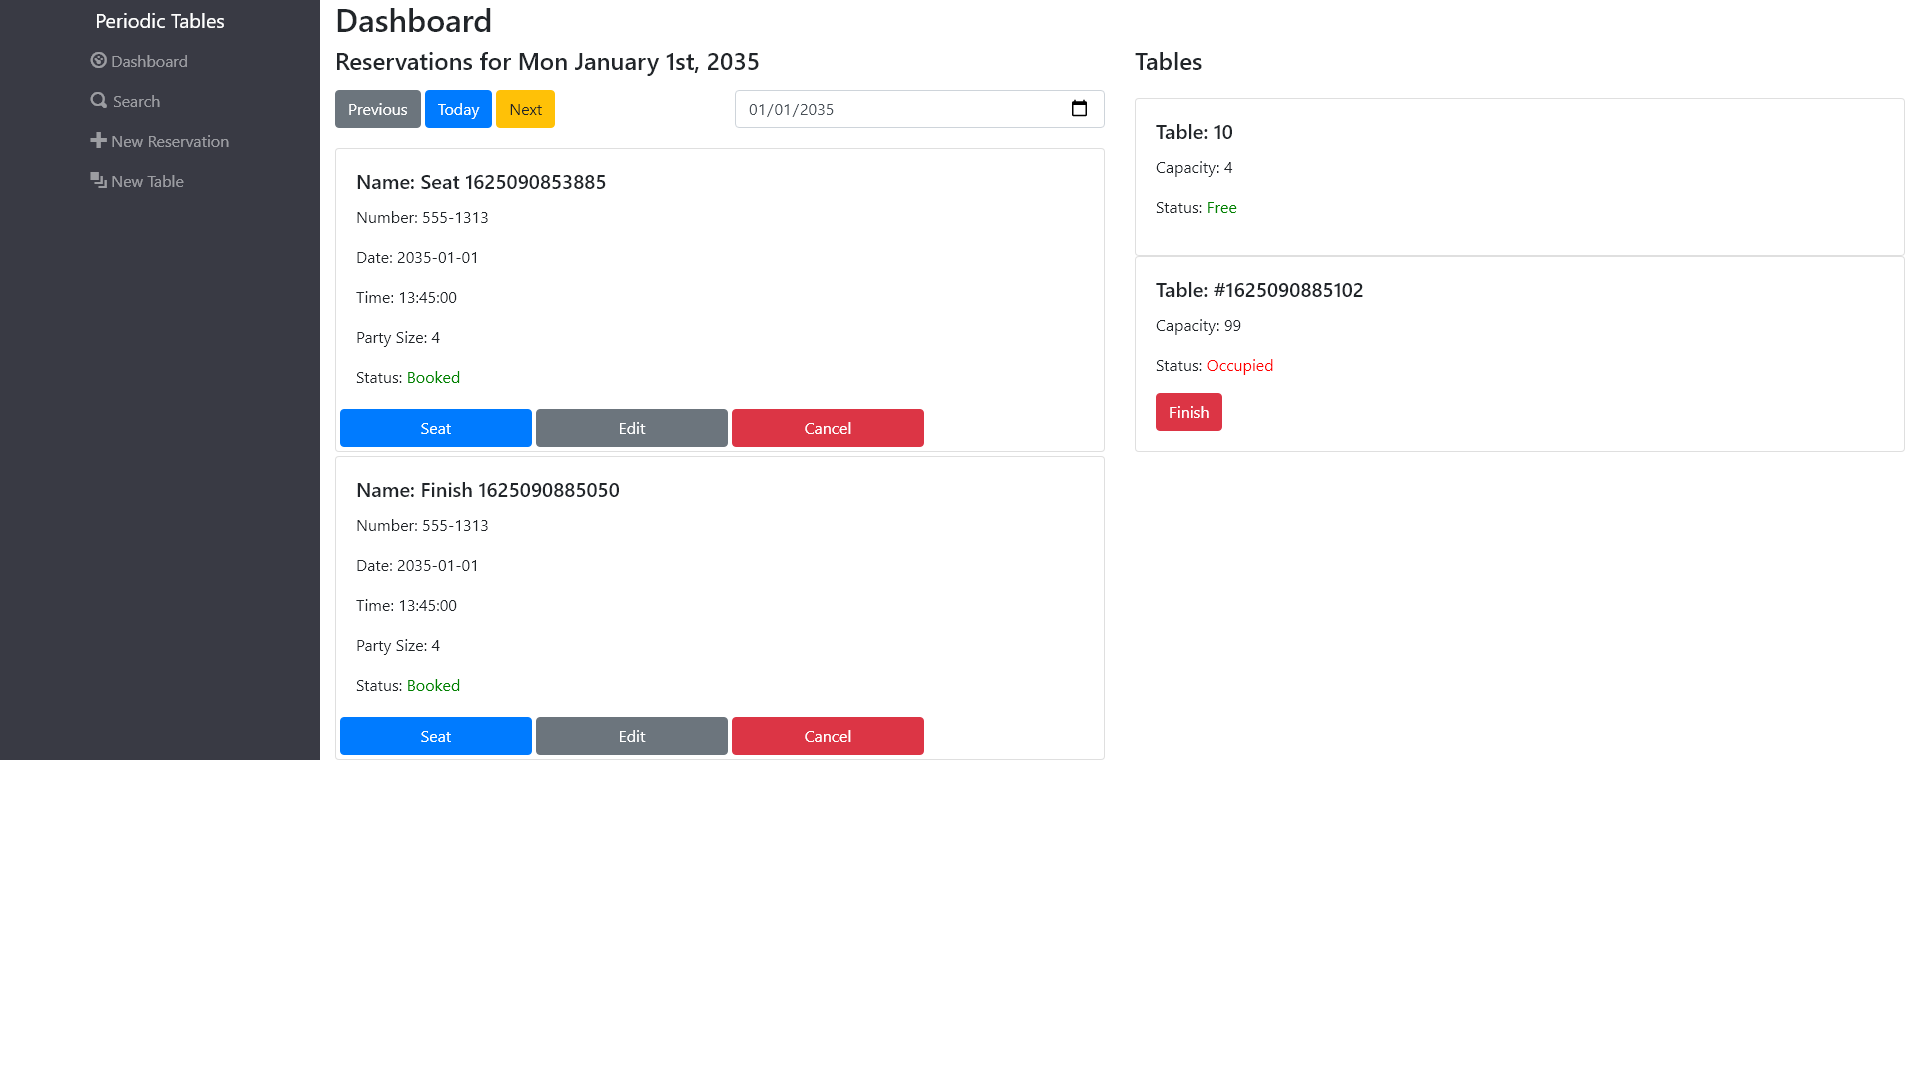 Periodic Tables
Dashboard
Search
New Reservation
New Table
Dashboard
Reservations for Mon January 1st, 2035
Previous Today Next 01/01/2035
Name: Seat 1625090853885
Number: 555-1313
Date: 2035-01-01
Time: 13:45:00
Party Size: 4
Status: Booked
Seat Edit Cancel
Name: Finish 1625090885050
Number: 555-1313
Date: 2035-01-01
Time: 13:45:00
Party Size: 4
Status: Booked
Seat Edit Cancel
Tables
Table: 10
Capacity: 4
Status: Free
Table: #1625090885102
Capacity: 99
Status: Occupied
Finish